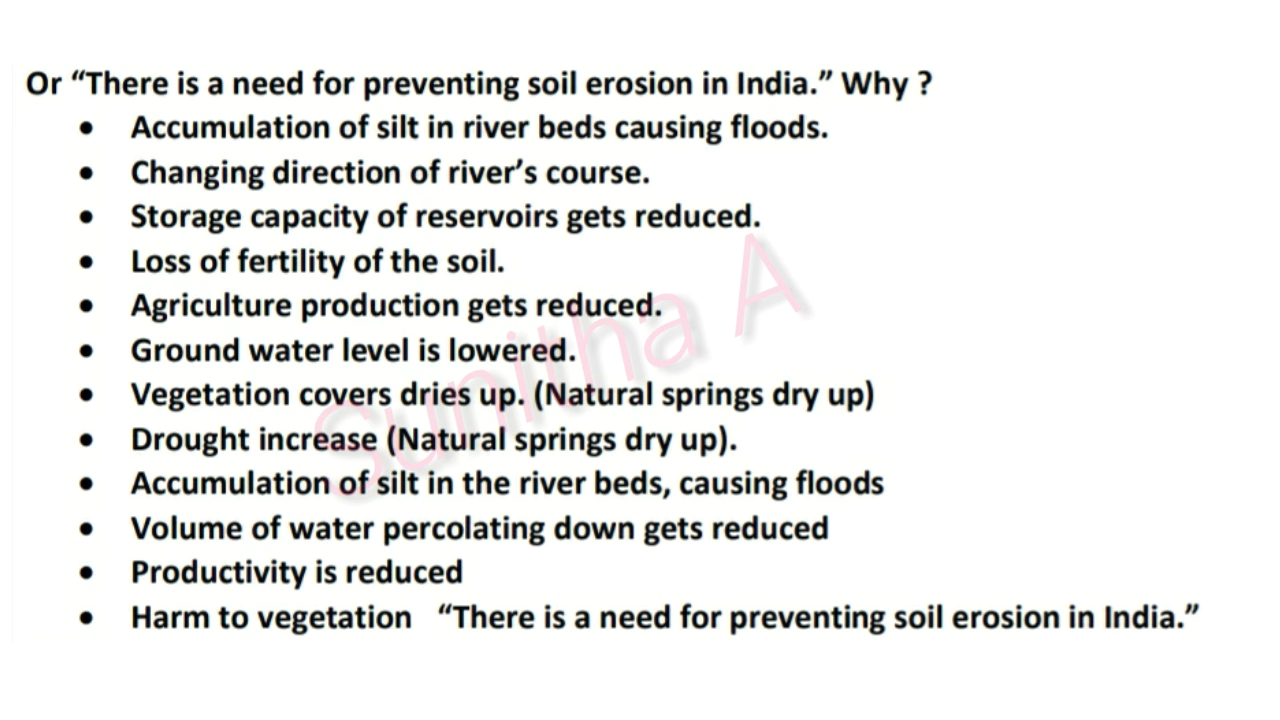 Or “There is a need for preventing soil erosion in India.” Why ?
• Accumulation of silt in river beds causing floods.
• Changing direction of river’s course.
• Storage capacity of reservoirs gets reduced.
• Loss of fertility of the soil.
• Agriculture production gets reduced.
• Ground water level is lowered.
• Vegetation covers dries up. (Natural springs dry up)
• Drought increase (Natural springs dry up).
• Accumulation of silt in the river beds, causing floods
• Volume of water percolating down gets reduced
• Productivity is reduced
• Harm to vegetation “There is a need for preventing soil erosion in India.”
Sunitha A